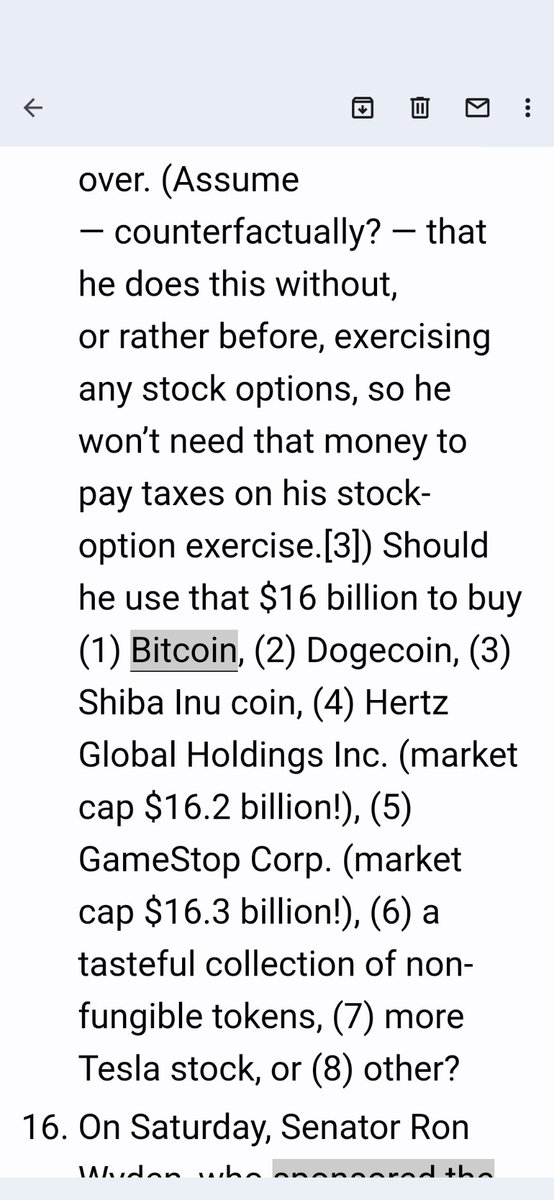 over. (Assume
— counterfactually? — that
he does this without,
or rather before, exercising
any stock options, so he
won’t need that money to
pay taxes on his stock-
option exercise.[3]) Should
he use that $16 billion to buy
(1) Bitcoin, (2) Dogecoin, (3)
Shiba Inu coin, (4) Hertz
Global Holdings Inc. (market
cap $16.2 billion!), (5)
GameStop Corp. (market
cap $16.3 billion!), (6) a
tasteful collection of non-
fungible tokens, (7) more
Tesla stock, or (8) other?
16. On Saturday, Senator Ron
Wyden, who sponsored the